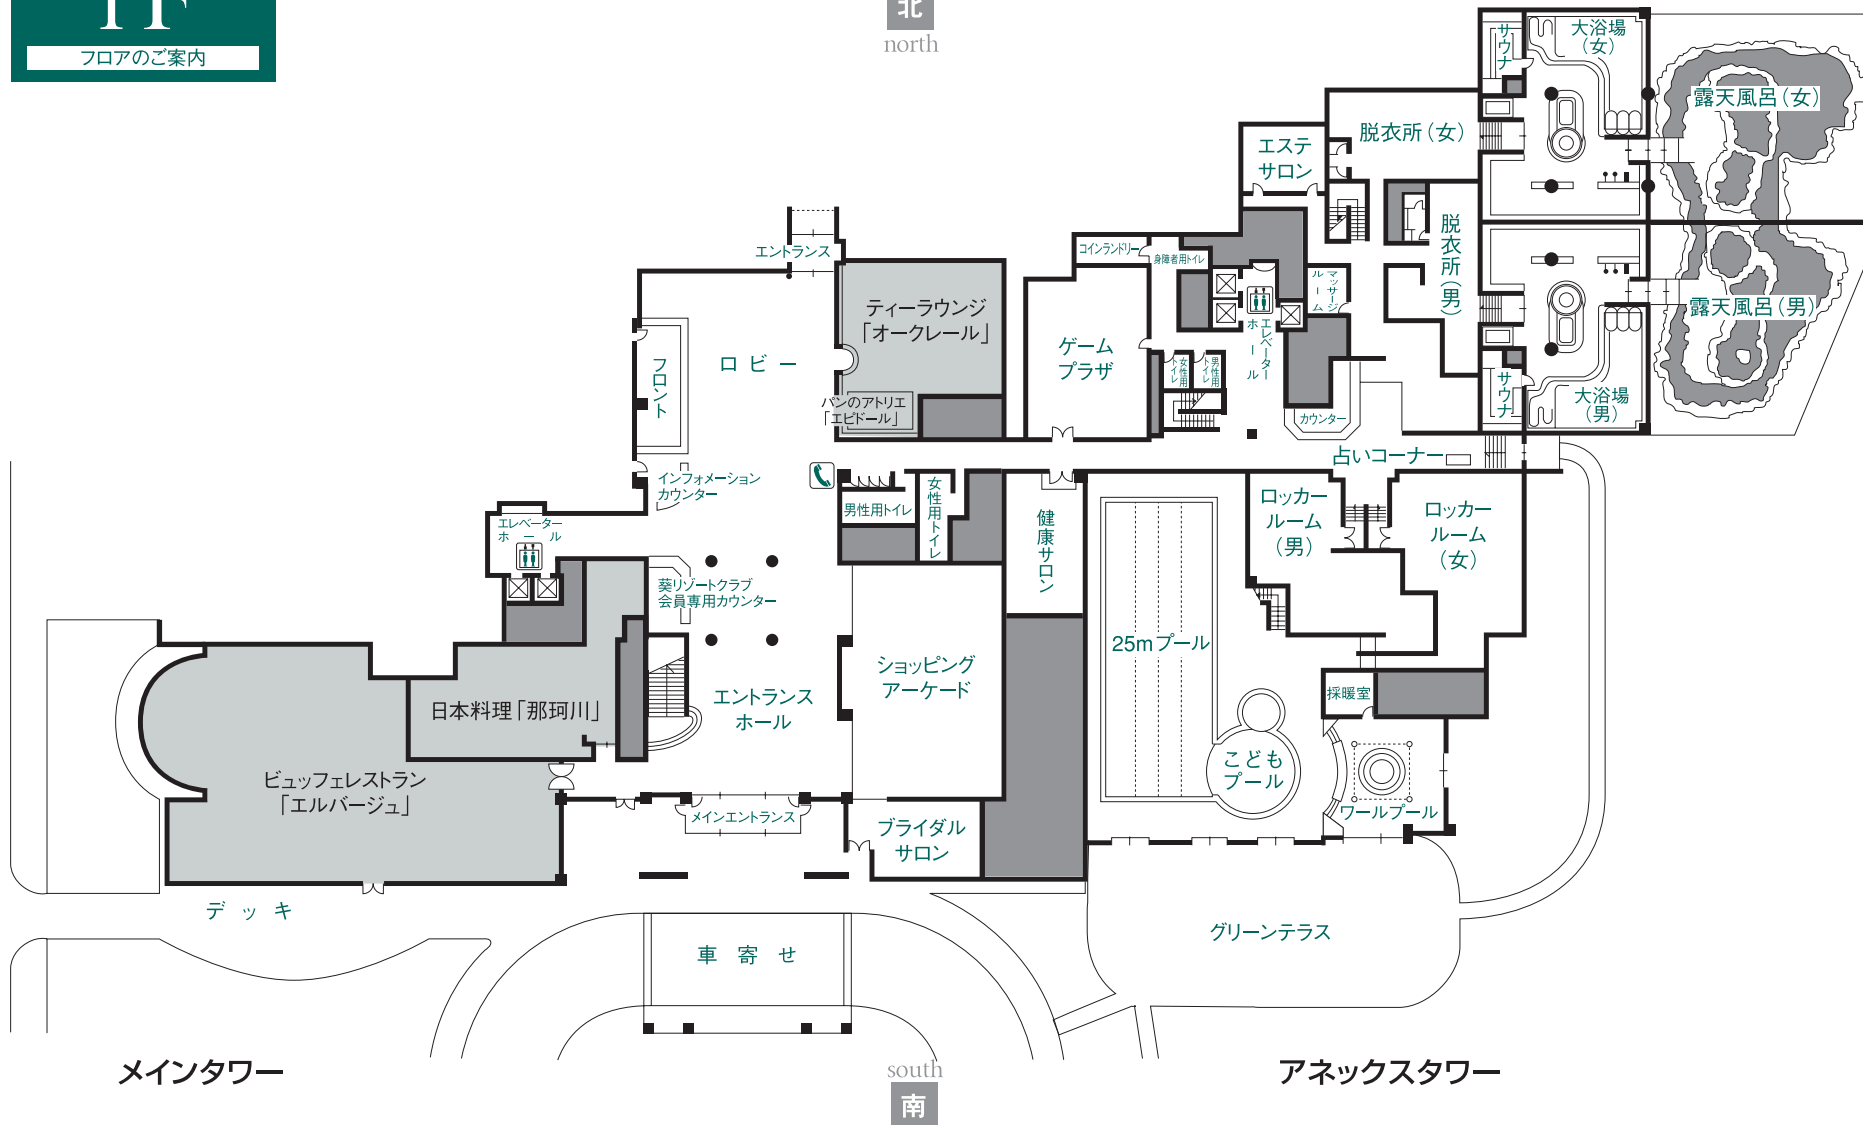 1F
フロアのご案内
北
north
サウナ
大浴場
（女）
露天風呂（女）
脱衣所（女）
エステ
サロン
脱衣所（男）
エントランス
コインランドリー
身障者用トイレ
マッサージ
ルーム
露天風呂（男）
ティーラウンジ
「オークレール」
エレベーター
ホール
ゲーム
プラザ
ロビー
フロント
女性用
トイレ
男性用
トイレ
サウナ
大浴場
（男）
パンのアトリエ
「エピドール」
カウンター
占いコーナー
インフォメーション
カウンター
男性用トイレ
女性用トイレ
健康サロン
ロッカー
ルーム
（男）
ロッカー
ルーム
（女）
エレベーター
ホール
葵リゾートクラブ
会員専用カウンター
25mプール
ショッピング
アーケード
エントランス
ホール
採暖室
日本料理「那珂川」
こども
プール
ビュッフェレストラン
「エルバージュ」
メインエントランス
ワールプール
ブライダル
サロン
デッキ
グリーンテラス
車寄せ
メインタワー
アネックスタワー
south
南